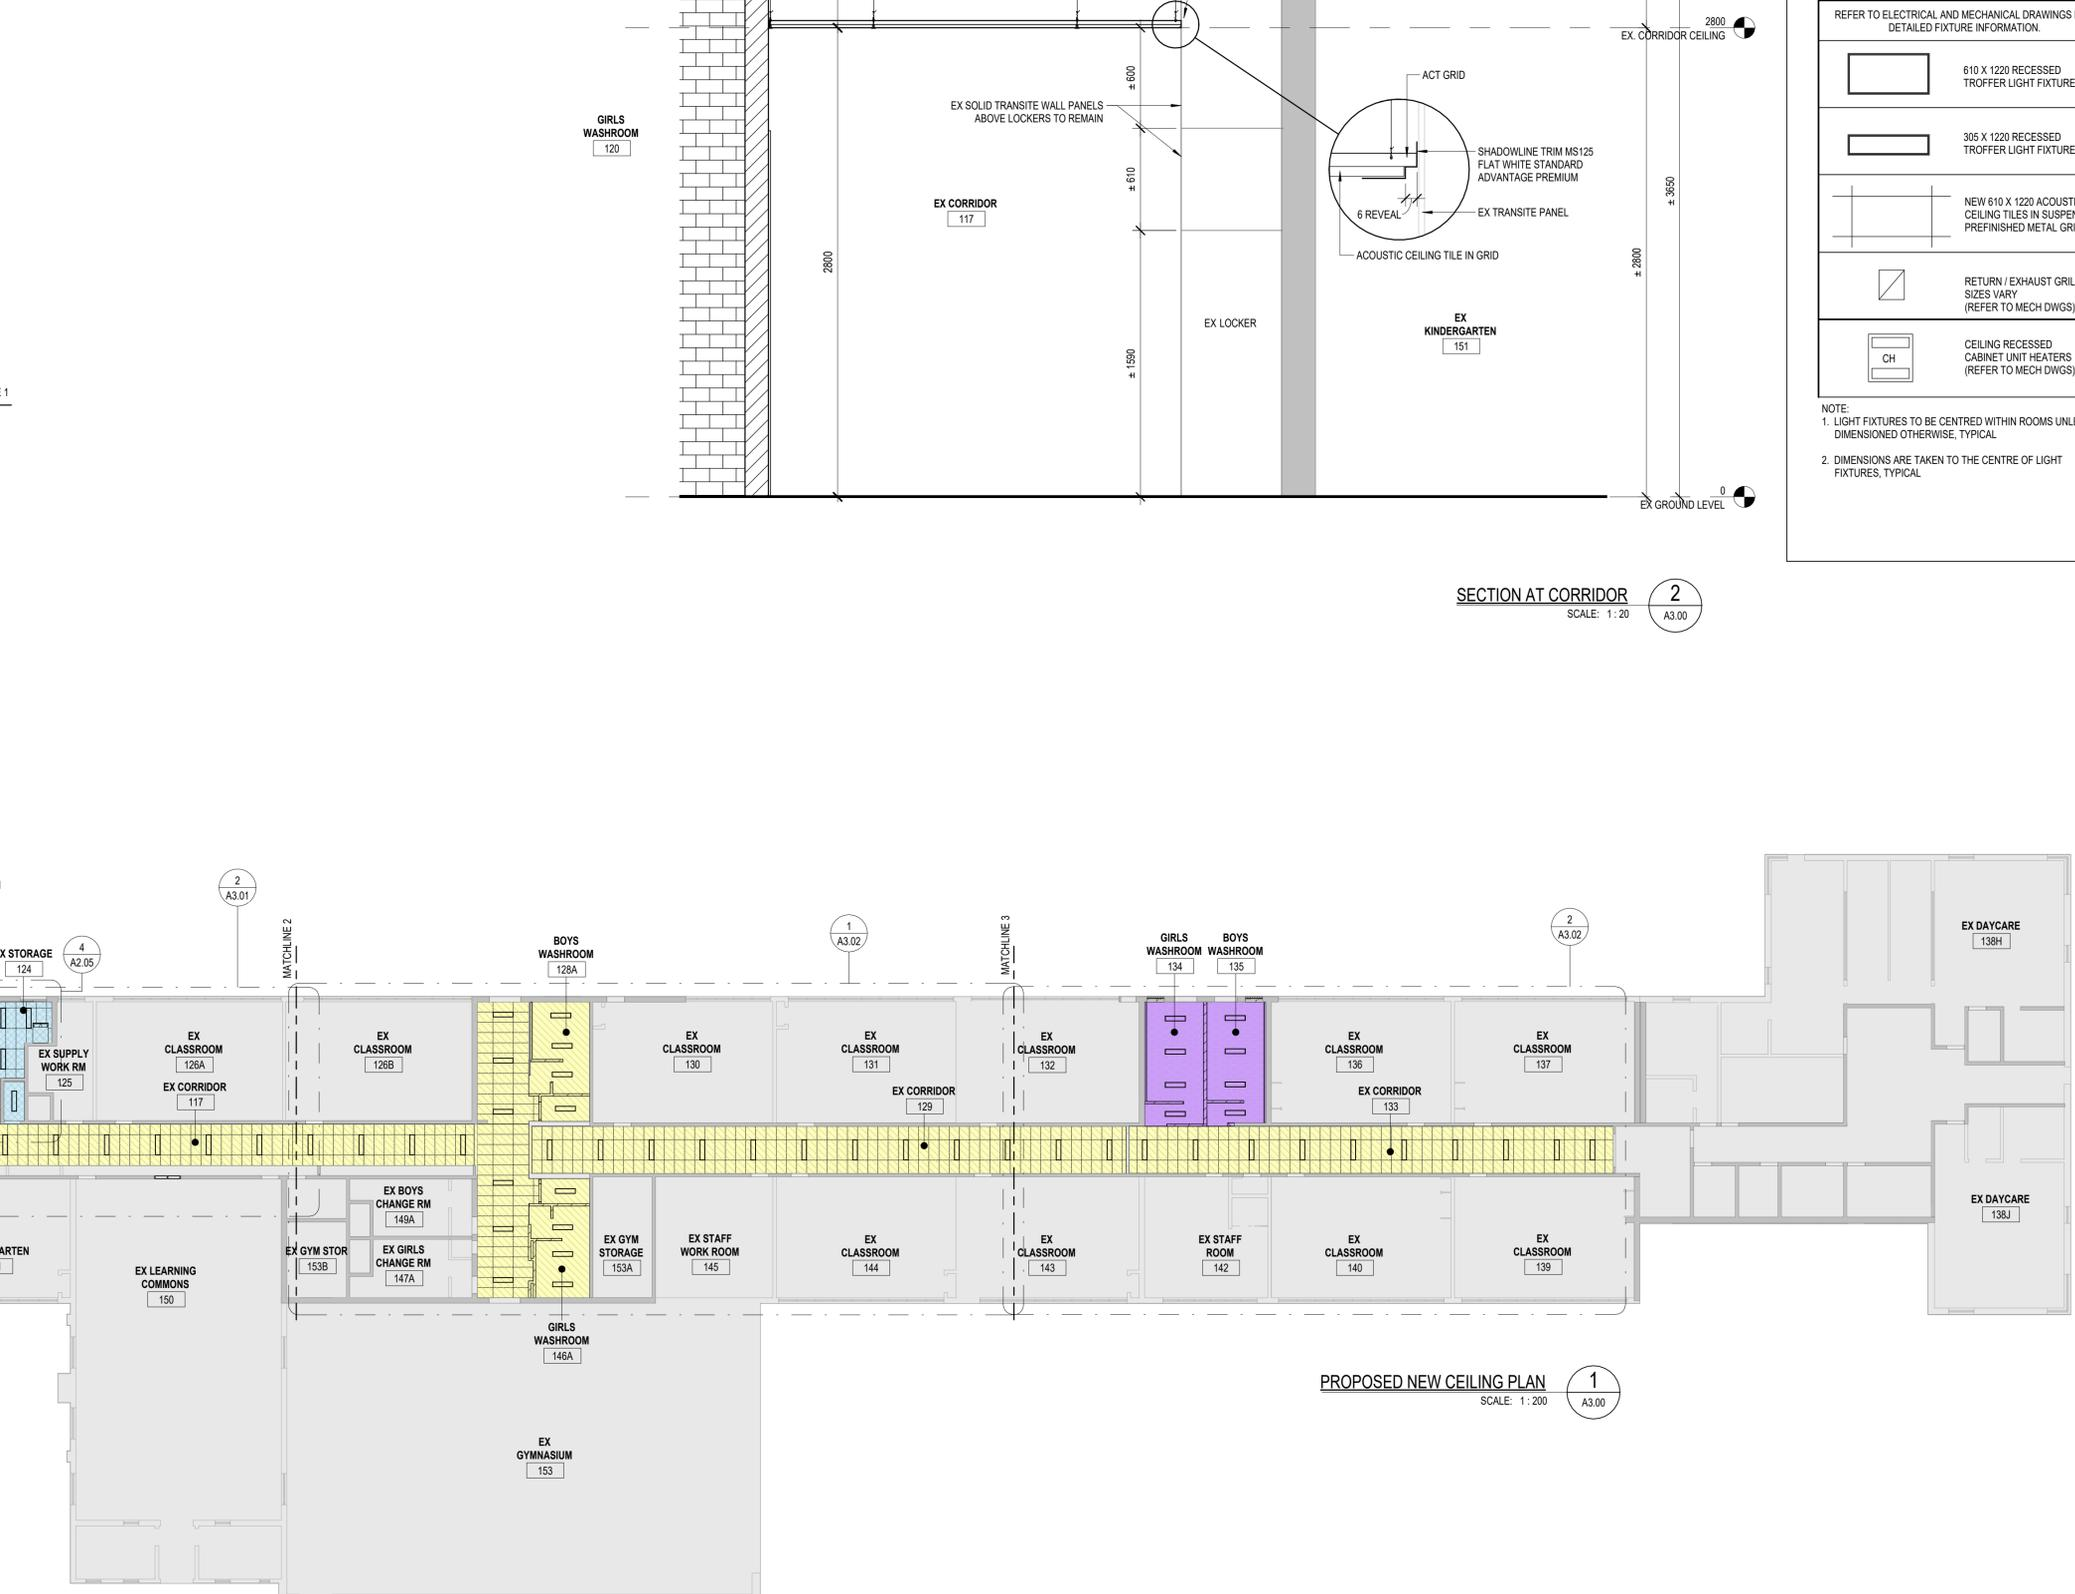 2800
EX. CORRIDOR CEILING
± 600
ACT GRID
EX SOLID TRANSITE WALL PANELS
ABOVE LOCKERS TO REMAIN
GIRLS
WASHROOM
120
SHADOWLINE TRIM MS125
FLAT WHITE STANDARD
ADVANTAGE PREMIUM
± 610
± 3650
EX CORRIDOR
117
6 REVEAL
EX TRANSITE PANEL
2800
ACOUSTIC CEILING TILE IN GRID
± 2800
EX LOCKER
EX
KINDERGARTEN
151
± 1590
0
EX GROUND LEVEL
1
REFER TO ELECTRICAL AND MECHANICAL DRAWINGS
DETAILED FIXTURE INFORMATION.
610 X 1220 RECESSED
TROFFER LIGHT FIXTURE
305 X 1220 RECESSED
TROFFER LIGHT FIXTURE
NEW 610 X 1220 ACOUSTI
CEILING TILES IN SUSPEN
PREFINISHED METAL GRI
RETURN / EXHAUST GRIL
SIZES VARY
(REFER TO MECH DWGS)
CH
CEILING RECESSED
CABINET UNIT HEATERS
(REFER TO MECH DWGS)
NOTE:
1. LIGHT FIXTURES TO BE CENTRED WITHIN ROOMS UNL
DIMENSIONED OTHERWISE, TYPICAL
2. DIMENSIONS ARE TAKEN TO THE CENTRE OF LIGHT
FIXTURES, TYPICAL
SECTION AT CORRIDOR
SCALE: 1 : 20
2
A3.00
2
A3.01
MATCHLINE 2
1
A3.02
MATCHLINE 3
2
A3.02
X STORAGE
124
4
A2.05
BOYS
WASHROOM
128A
GIRLS
WASHROOM
134
BOYS
WASHROOM
135
EX DAYCARE
138H
EX SUPPLY
WORK RM
125
EX
CLASSROOM
126A
EX
CLASSROOM
126B
EX
CLASSROOM
130
EX
CLASSROOM
131
EX
CLASSROOM
132
EX
CLASSROOM
136
EX
CLASSROOM
137
EX CORRIDOR
117
EX CORRIDOR
129
EX CORRIDOR
133
EX BOYS
CHANGE RM
149A
EX DAYCARE
138J
ARTEN
EX GYM STOR
153B
EX GIRLS
CHANGE RM
147A
EX GYM
STORAGE
153A
EX STAFF
WORK ROOM
145
EX
CLASSROOM
144
EX
CLASSROOM
143
EX STAFF
ROOM
142
EX
CLASSROOM
140
EX
CLASSROOM
139
EX LEARNING
COMMONS
150
GIRLS
WASHROOM
146A
EX
GYMNASIUM
153
PROPOSED NEW CEILING PLAN
SCALE: 1 : 200
1
A3.00